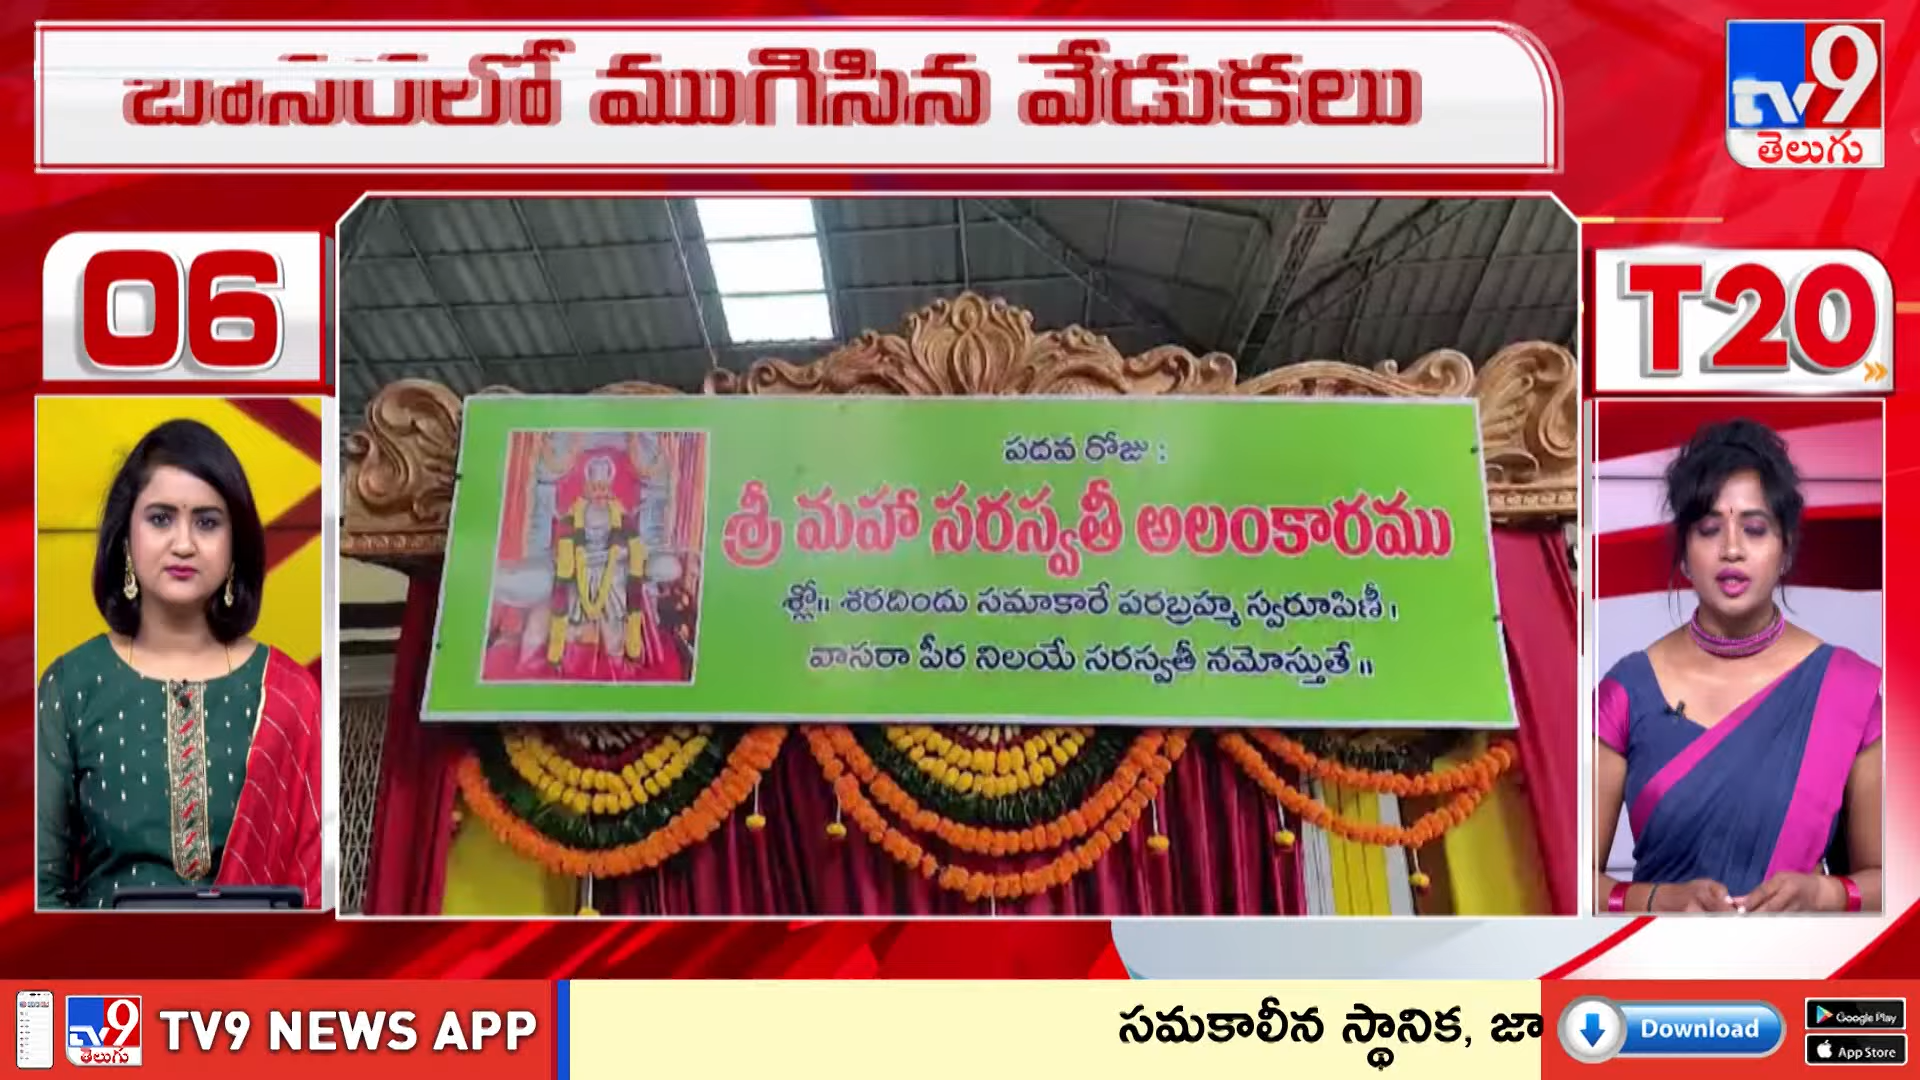 బాసరలో ముగిసిన వేడుకలు
tv9
తెలుగు
06
T20
పదవ రోజు :
శ్రీ మహా సరస్వతీ అలంకారము
శ్లో॥ శరదిందు సమాకారే పరబ్రహ్మ స్వరూపిణీ।
వాసరా పీఠ నిలయే సరస్వతీ నమోస్తుతే॥
tv9
తెలుగు
TV9 NEWS APP
సమకాలీన స్థానిక, జా
Download
Google Play
App Store